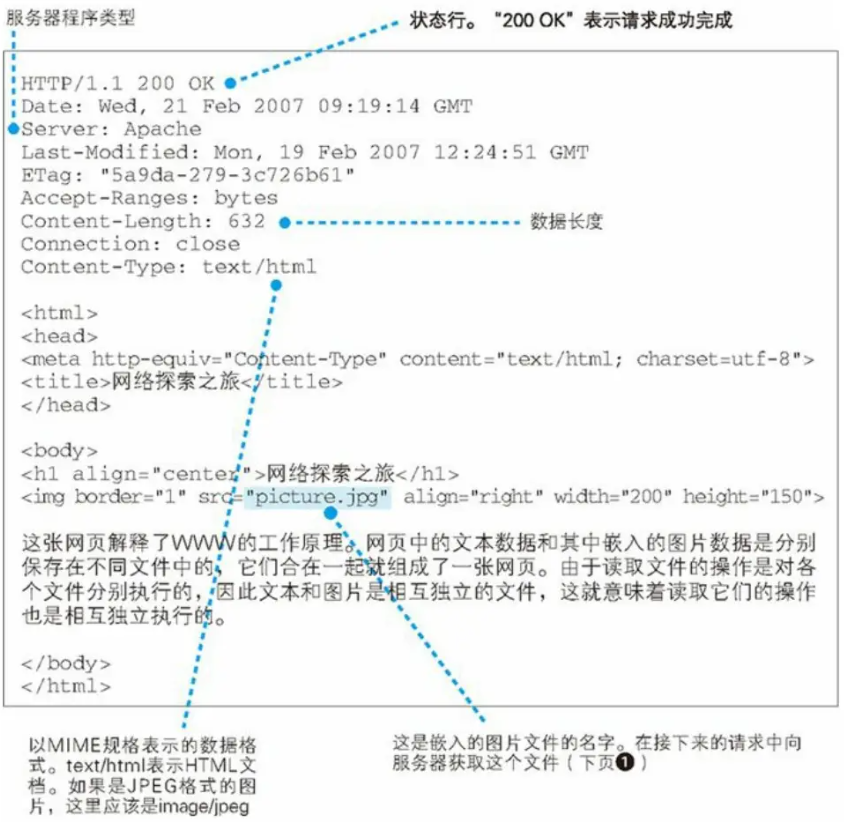 服务器程序类型
状态行。“200 OK”表示请求成功完成
HTTP/1.1 200 OK
Date: Wed, 21 Feb 2007 09:19:14 GMT
Server: Apache
Last-Modified: Mon, 19 Feb 2007 12:24:51 GMT
ETag: "5a9da-279-3c726b61"
Accept-Ranges: bytes
Content-Length: 632
数据长度
Connection: close
Content-Type: text/html
<html>
<head>
<meta http-equiv="Content-Type" content="text/html; charset=utf-8">
<title>网络探索之旅</title>
</head>
<body>
<h1 align="center">网络探索之旅</h1>
<img border="1" src="picture.jpg" align="right" width="200" height="150">
这张网页解释了WWW的工作原理。网页中的文本数据和其中嵌入的图片数据是分别
保存在不同文件中的，它们合在一起就组成了一张网页。由于读取文件的操作是对各
个文件分别执行的，因此文本和图片是相互独立的文件，这就意味着读取它们的操作
也是相互独立执行的。
</body>
</html>
以MIME规格表示的数据格
式。text/html表示HTML文
档。如果是JPEG格式的图
片，这里应该是image/jpeg
这是嵌入的图片文件的名字。在接下来的请求中向
服务器获取这个文件（下页❶）